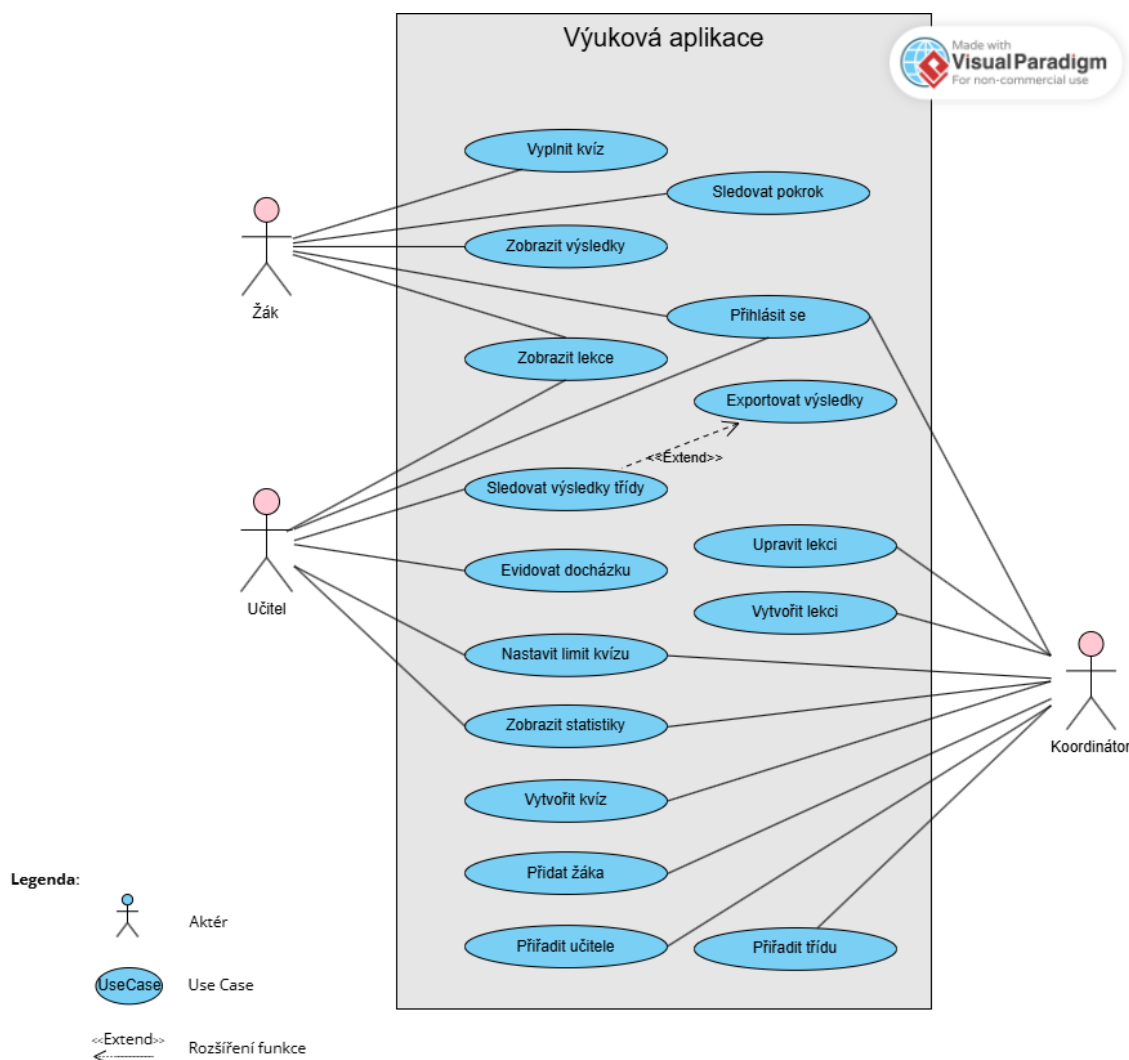 Výuková aplikace
Made with
Visual Paradigm
For non-commercial use
Vyplnit kvíz
Sledovat pokrok
Zobrazit výsledky
Žák
Přihlásit se
Zobrazit lekce
Exportovat výsledky
<<Extend>>
Sledovat výsledky třídy
Upravit lekci
Evidovat docházku
Učitel
Vytvořit lekci
Nastavit limit kvízu
Zobrazit statistiky
Koordinátor
Vytvořit kvíz
Přidat žáka
Legenda:
Aktér
Přiřadit učitele
Přiřadit třídu
UseCase
Use Case
<<Extend>>
Rozšíření funkce